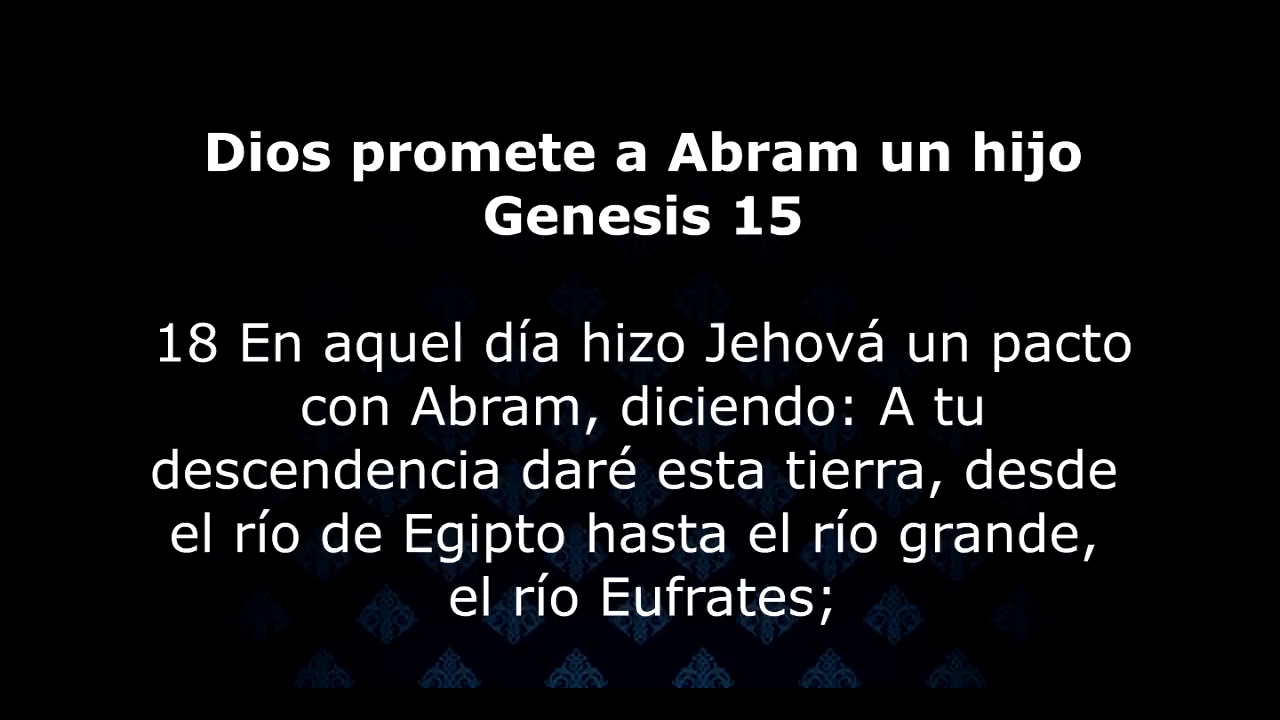 Dios promete a Abram un hijo
Genesis 15
18 En aquel día hizo Jehová un pacto
con Abram, diciendo: A tu
descendencia daré esta tierra, desde
el río de Egipto hasta el río grande,
el río Eufrates;